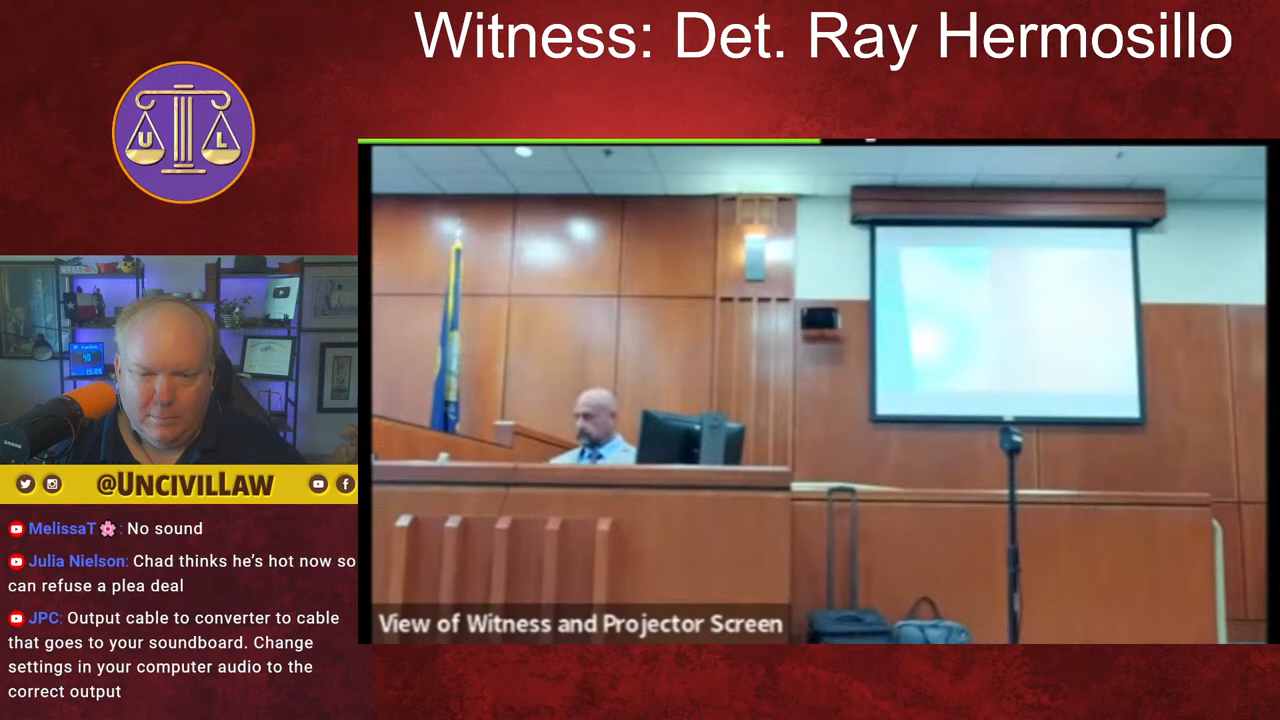 Witness: Det. Ray Hermosillo
U L
@UNCIVILLAW
MelissaT🌸: No sound
Julia Nielson: Chad thinks he's hot now so
can refuse a plea deal
JPC: Output cable to converter to cable
that goes to your soundboard. Change
settings in your computer audio to the
correct output
View of Witness and Projector Screen